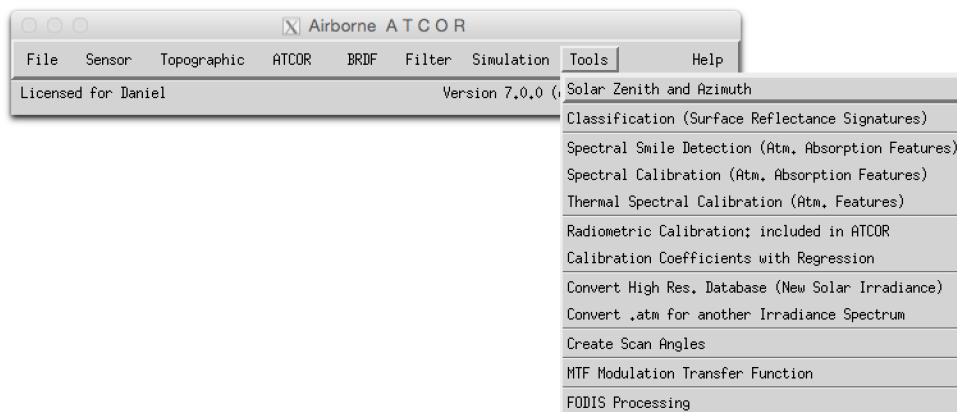 Airborne A T C O R
File Sensor Topographic ATCOR BRDF Filter Simulation Tools Help
Licensed for Daniel Version 7.0.0 (
Solar Zenith and Azimuth
Classification (Surface Reflectance Signatures)
Spectral Smile Detection (Atm. Absorption Features)
Spectral Calibration (Atm. Absorption Features)
Thermal Spectral Calibration (Atm. Features)
Radiometric Calibration: included in ATCOR
Calibration Coefficients with Regression
Convert High Res. Database (New Solar Irradiance)
Convert .atm for another Irradiance Spectrum
Create Scan Angles
MTF Modulation Transfer Function
FODIS Processing